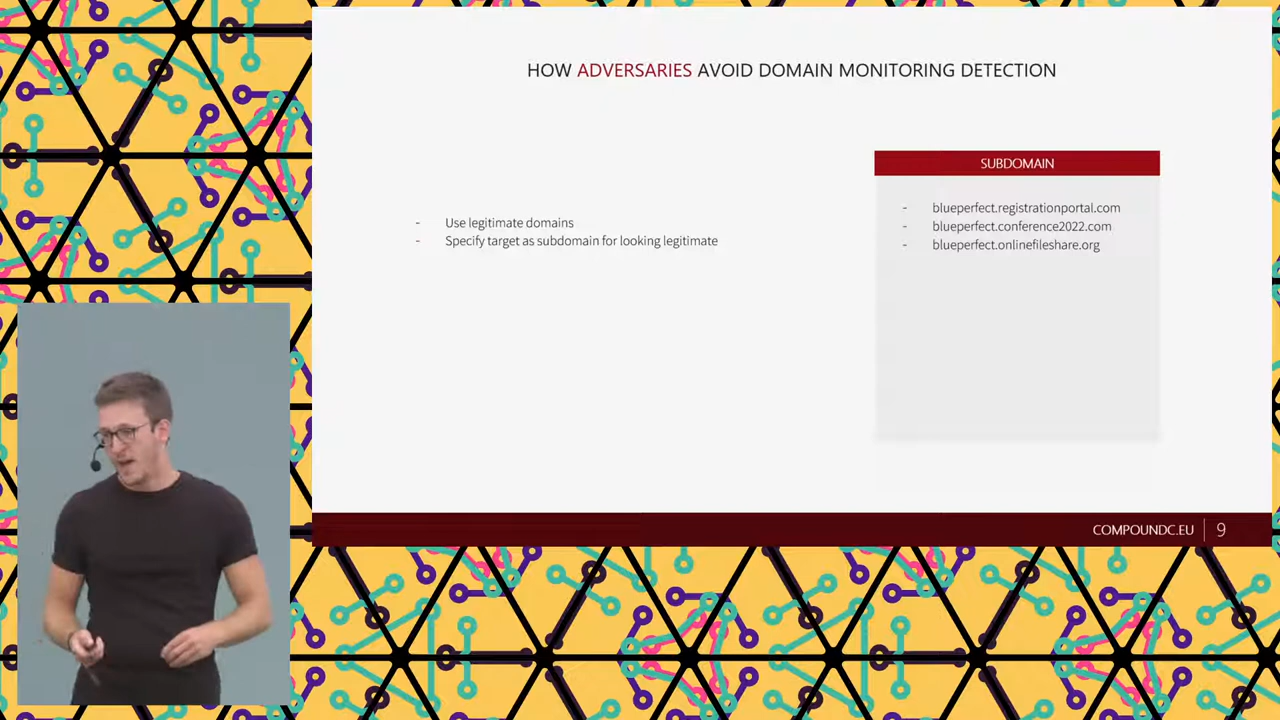 HOW ADVERSARIES AVOID DOMAIN MONITORING DETECTION
- Use legitimate domains
- Specify target as subdomain for looking legitimate
SUBDOMAIN
- blueperfect.registrationportal.com
- blueperfect.conference2022.com
- blueperfect.onlinefileshare.org
COMPOUNDC.EU
9